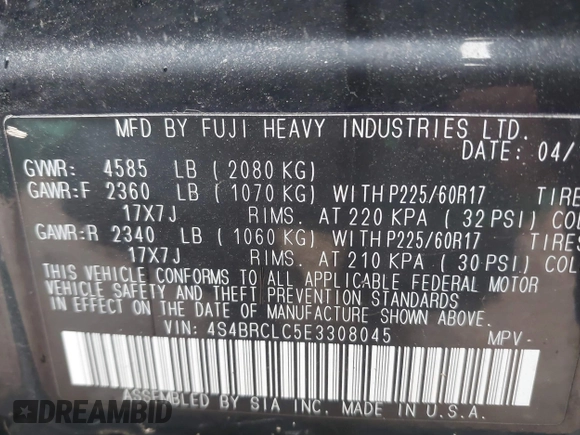 MFD BY FUJI HEAVY INDUSTRIES LTD.
DATE: 04/
GVWR: 4585 LB (2080 KG)
GAWR:F 2360 LB (1070 KG) WITH P225/60R17 TIRE
17X7J RIMS. AT 220 KPA (32 PSI) COL
GAWR:R 2340 LB (1060 KG) WITH P225/60R17 TIRES
17X7J RIMS. AT 210 KPA (30 PSI) COL
THIS VEHICLE CONFORMS TO ALL APPLICABLE FEDERAL MOTOR
VEHICLE SAFETY AND THEFT PREVENTION STANDARDS
IN EFFECT ON THE DATE OF MANUFACTURE SHOWN ABOVE.
VIN: 4S4BRCLC5E3308045 MPV-
ASSEMBLED BY SIA INC. MADE IN U.S.A.
DREAMBID